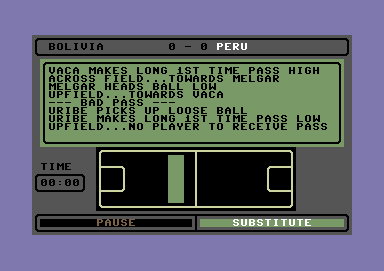 BOLIVIA 0 - 0 PERU
VACA MAKES LONG 1ST TIME PASS HIGH
ACROSS FIELD...TOWARDS MELGAR
MELGAR HEADS BALL LOW
UPFIELD...TOWARDS VACA
--- BAD PASS ---
URIBE PICKS UP LOOSE BALL
URIBE MAKES LONG 1ST TIME PASS LOW
UPFIELD...NO PLAYER TO RECEIVE PASS
TIME
00:00
PAUSE SUBSTITUTE